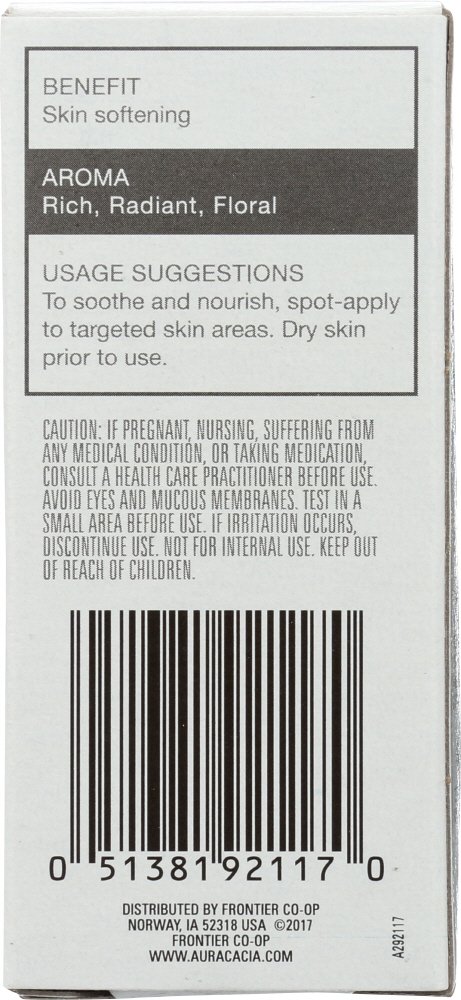 BENEFIT
Skin softening
AROMA
Rich, Radiant, Floral
USAGE SUGGESTIONS
To soothe and nourish, spot-apply
to targeted skin areas. Dry skin
prior to use.
CAUTION: IF PREGNANT, NURSING, SUFFERING FROM
ANY MEDICAL CONDITION, OR TAKING MEDICATION,
CONSULT A HEALTH CARE PRACTITIONER BEFORE USE.
AVOID EYES AND MUCOUS MEMBRANES. TEST IN A
SMALL AREA BEFORE USE. IF IRRITATION OCCURS,
DISCONTINUE USE. NOT FOR INTERNAL USE. KEEP OUT
OF REACH OF CHILDREN.
0 51381 92117 0
DISTRIBUTED BY FRONTIER CO-OP
NORWAY, IA 52318 USA ©2017
FRONTIER CO-OP
WWW.AURACACIA.COM
A292117